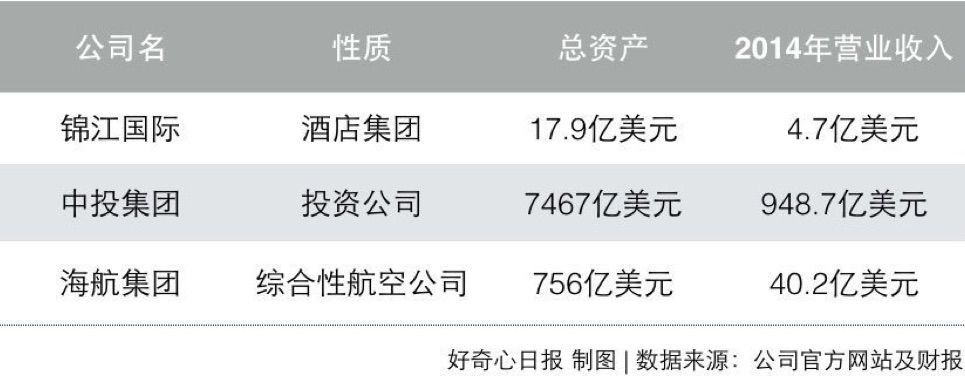 公司名 性质 总资产 2014年营业收入
锦江国际 酒店集团 17.9亿美元 4.7亿美元
中投集团 投资公司 7467亿美元 948.7亿美元
海航集团 综合性航空公司 756亿美元 40.2亿美元
好奇心日报 制图 | 数据来源：公司官方网站及财报